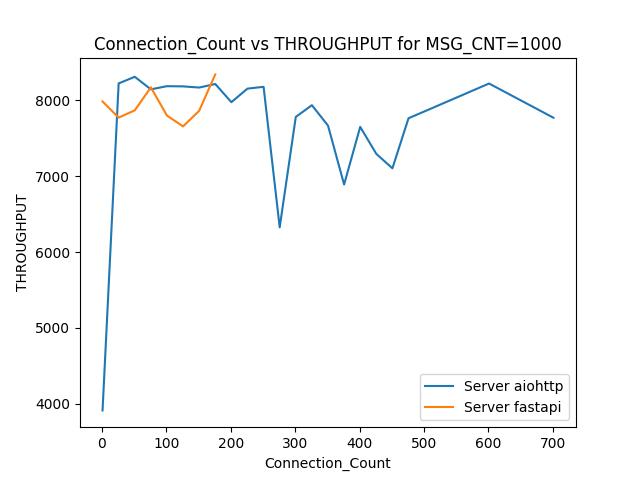 Connection_Count vs THROUGHPUT for MSG_CNT=1000
THROUGHPUT
8000
7000
6000
5000
4000
Server aiohttp
Server fastapi
0 100 200 300 400 500 600 700
Connection_Count